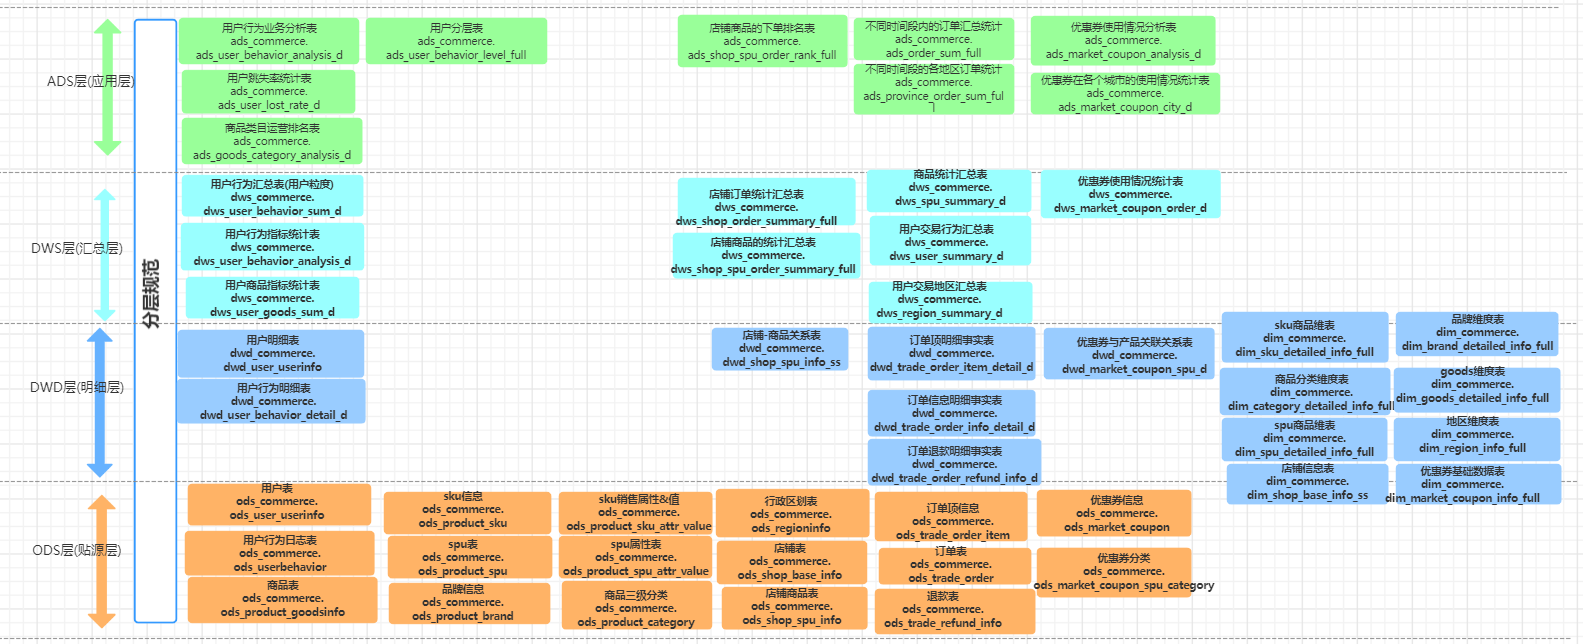 ADS层(应用层)
用户行为业务分析表
ads_commerce.
ads_user_behavior_analysis_d
用户分层表
ads_commerce.
ads_user_behavior_level_full
店铺商品的下单排名表
ads_commerce.
ads_shop_spu_order_rank_full
不同时间段内的订单汇总统计
ads_commerce.
ads_order_sum_full
优惠券使用情况分析表
ads_commerce.
ads_market_coupon_analysis_d
用户跳失率统计表
ads_commerce.
ads_user_lost_rate_d
不同时间段的各地区订单统计
ads_commerce.
ads_province_order_sum_ful
l
优惠券在各个城市的使用情况统计表
ads_commerce.
ads_market_coupon_city_d
商品类目运营排名表
ads_commerce.
ads_goods_category_analysis_d
分层规范
DWS层(汇总层)
用户行为汇总表(用户粒度)
dws_commerce.
dws_user_behavior_sum_d
店铺订单统计汇总表
dws_commerce.
dws_shop_order_summary_full
商品统计汇总表
dws_commerce.
dws_spu_summary_d
优惠券使用情况统计表
dws_commerce.
dws_market_coupon_order_d
用户行为指标统计表
dws_commerce.
dws_user_behavior_analysis_d
店铺商品的统计汇总表
dws_commerce.
dws_shop_spu_order_summary_full
用户交易行为汇总表
dws_commerce.
dws_user_summary_d
用户商品指标统计表
dws_commerce.
dws_user_goods_sum_d
用户交易地区汇总表
dws_commerce.
dws_region_summary_d
DWD层(明细层)
用户明细表
dwd_commerce.
dwd_user_userinfo
店铺-商品关系表
dwd_commerce.
dwd_shop_spu_info_ss
订单项明细事实表
dwd_commerce.
dwd_trade_order_item_detail_d
优惠券与产品关联关系表
dwd_commerce.
dwd_market_coupon_spu_d
sku商品维表
dim_commerce.
dim_sku_detailed_info_full
品牌维度表
dim_commerce.
dim_brand_detailed_info_full
用户行为明细表
dwd_commerce.
dwd_user_behavior_detail_d
订单信息明细事实表
dwd_commerce.
dwd_trade_order_info_detail_d
商品分类维度表
dim_commerce.
dim_category_detailed_info_full
goods维度表
dim_commerce.
dim_goods_detailed_info_full
订单退款明细事实表
dwd_commerce.
dwd_trade_order_refund_info_d
spu商品维表
dim_commerce.
dim_spu_detailed_info_full
地区维度表
dim_commerce.
dim_region_info_full
店铺信息表
dim_commerce.
dim_shop_base_info_ss
优惠券基础数据表
dim_commerce.
dim_market_coupon_info_full
ODS层(贴源层)
用户表
ods_commerce.
ods_user_userinfo
sku信息
ods_commerce.
ods_product_sku
sku销售属性&值
ods_commerce.
ods_product_sku_attr_value
行政区划表
ods_commerce.
ods_regioninfo
订单项信息
ods_commerce.
ods_trade_order_item
优惠券信息
ods_commerce.
ods_market_coupon
用户行为日志表
ods_commerce.
ods_userbehavior
spu表
ods_commerce.
ods_product_spu
spu属性表
ods_commerce.
ods_product_spu_attr_value
店铺表
ods_commerce.
ods_shop_base_info
订单表
ods_commerce.
ods_trade_order
优惠券分类
ods_commerce.
ods_market_coupon_spu_category
商品表
ods_commerce.
ods_product_goodsinfo
品牌信息
ods_commerce.
ods_product_brand
商品三级分类
ods_commerce.
ods_product_category
店铺商品表
ods_commerce.
ods_shop_spu_info
退款表
ods_commerce.
ods_trade_refund_info